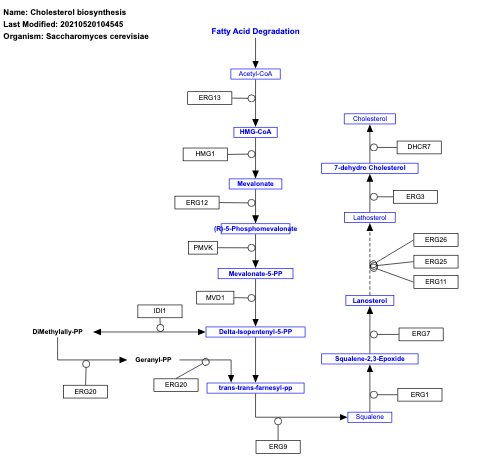 Name: Cholesterol biosynthesis
Last Modified: 20210520104545
Organism: Saccharomyces cerevisiae
Fatty Acid Degradation
Acetyl-CoA
ERG13
HMG-CoA
HMG1
Mevalonate
ERG12
(R)-5-Phosphomevalonate
PMVK
Mevalonate-5-PP
MVD1
IDI1
DiMethylally-PP
Delta-Isopentenyl-5-PP
Geranyl-PP
ERG20
ERG20
trans-trans-farnesyl-pp
ERG9
Squalene
ERG1
Squalene-2,3-Epoxide
ERG7
Lanosterol
ERG26
ERG25
ERG11
Lathosterol
ERG3
7-dehydro Cholesterol
DHCR7
Cholesterol